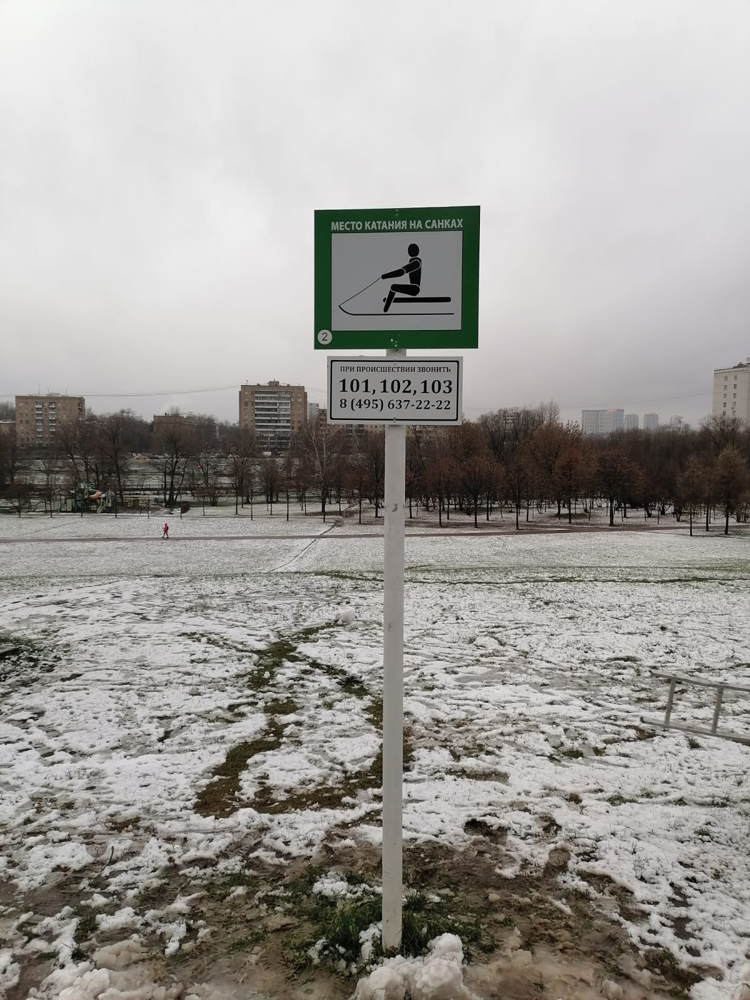 МЕСТО КАТАНИЯ НА САНКАХ
2
ПРИ ПРОИСШЕСТВИИ ЗВОНИТЬ
101, 102, 103
8 (495) 637-22-22